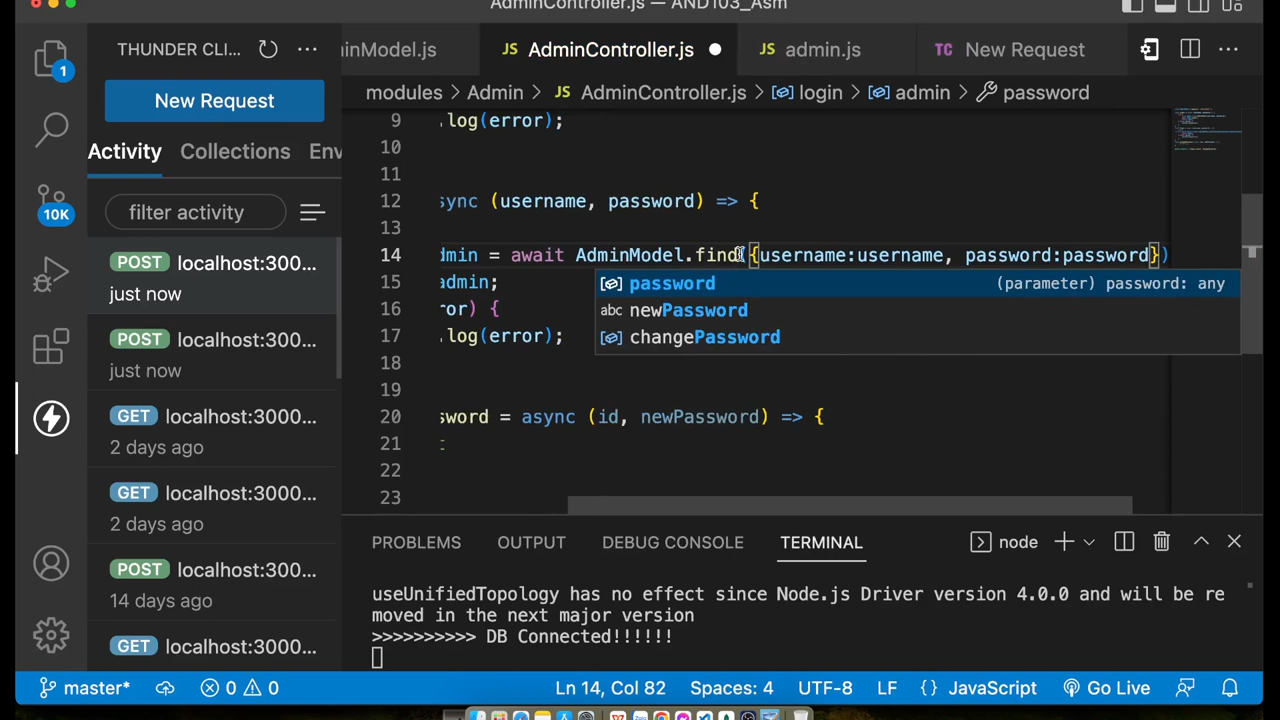 AdminController.js — AND103_Asm
THUNDER CLI...
inModel.js
JS AdminController.js
JS admin.js
TC New Request
1
New Request
modules > Admin > JS AdminController.js > login > admin > password
Activity
Collections
Env
filter activity
10K
POST localhost:300...
just now
POST localhost:300...
just now
GET localhost:3000...
2 days ago
GET localhost:3000...
2 days ago
POST localhost:300...
14 days ago
GET localhost:3000...
9 .log(error);
10
11
12 sync (username, password) => {
13
14 dmin = await AdminModel.find({username:username, password:password})
15 admin;
16 ror) {
17 .log(error);
18
19
20 sword = async (id, newPassword) => {
21
22
23
password (parameter) password: any
abc newPassword
changePassword
PROBLEMS
OUTPUT
DEBUG CONSOLE
TERMINAL
node
useUnifiedTopology has no effect since Node.js Driver version 4.0.0 and will be re
moved in the next major version
>>>>>>>>>> DB Connected!!!!!!
master*
0 0
Ln 14, Col 82
Spaces: 4
UTF-8
LF
{} JavaScript
Go Live